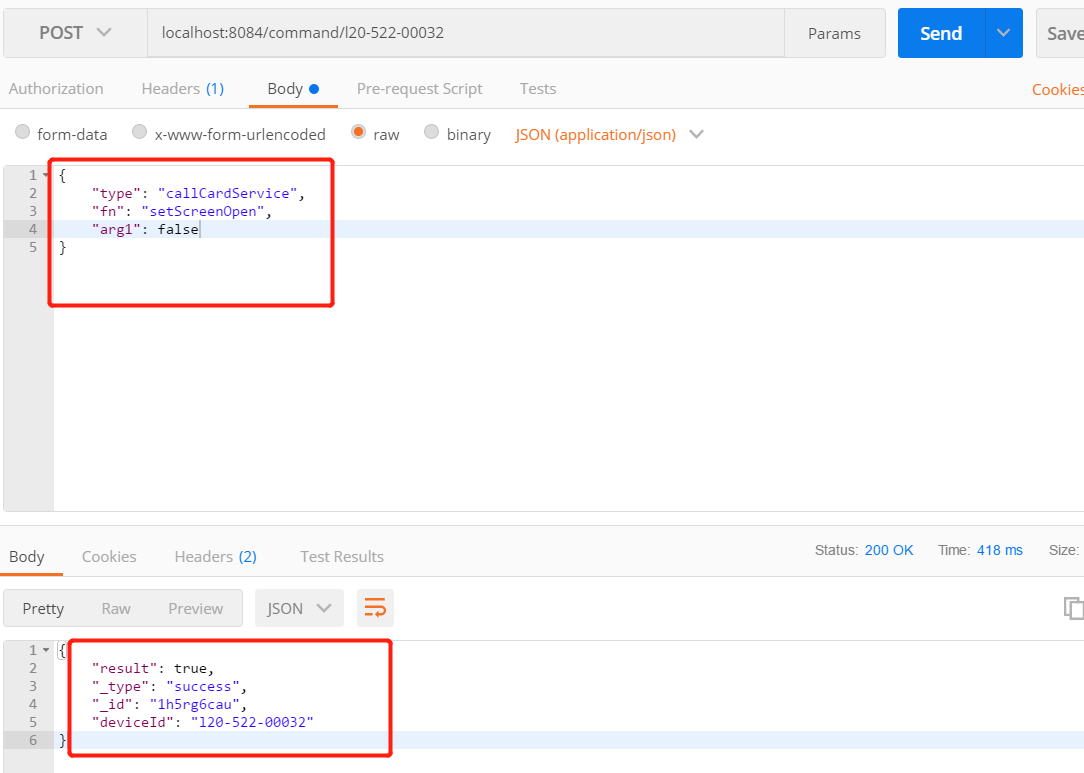 POST localhost:8084/command/l20-522-00032 Params Send Save
Authorization Headers (1) Body Pre-request Script Tests Cookies
form-data x-www-form-urlencoded raw binary JSON (application/json)
1 {
2 "type": "callCardService",
3 "fn": "setScreenOpen",
4 "arg1": false
5 }
Body Cookies Headers (2) Test Results Status: 200 OK Time: 418 ms Size:
Pretty Raw Preview JSON
1 {
2 "result": true,
3 "_type": "success",
4 "_id": "1h5rg6cau",
5 "deviceId": "l20-522-00032"
6 }